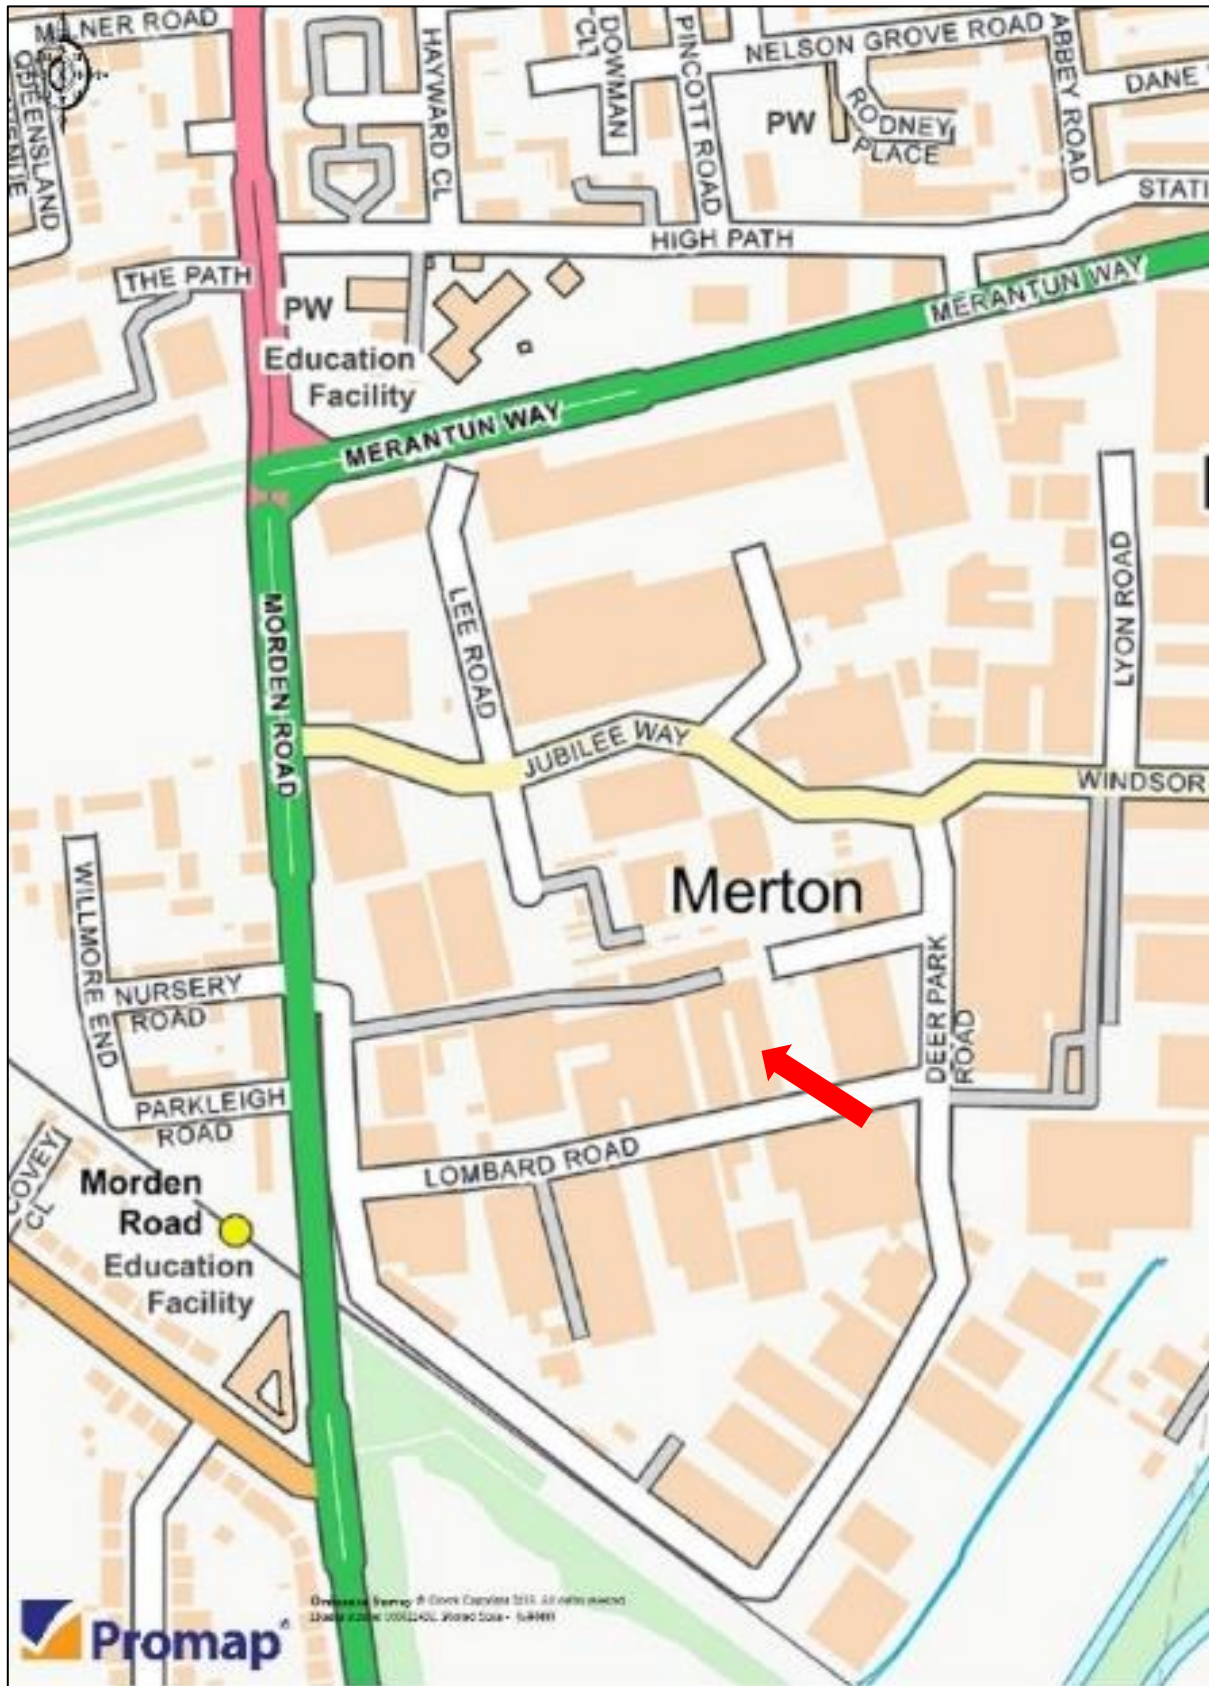 MILNER ROAD
QUEENSLAND
HAYWARD CL
DOWMAN
CL
PINCOTT ROAD
NELSON GROVE ROAD
ABBEY ROAD
DANE
PW
RODNEY
PLACE
STATI
HIGH PATH
THE PATH
PW
MERANTUN WAY
Education
Facility
MERANTUN WAY
LEE ROAD
LYON ROAD
MORDEN ROAD
JUBILEE WAY
WINDSOR
Merton
WILLMORE END
NURSERY
ROAD
DEER PARK
ROAD
PARKLEIGH
ROAD
LOMBARD ROAD
COVEY
CL
Morden
Road
Education
Facility
Promap